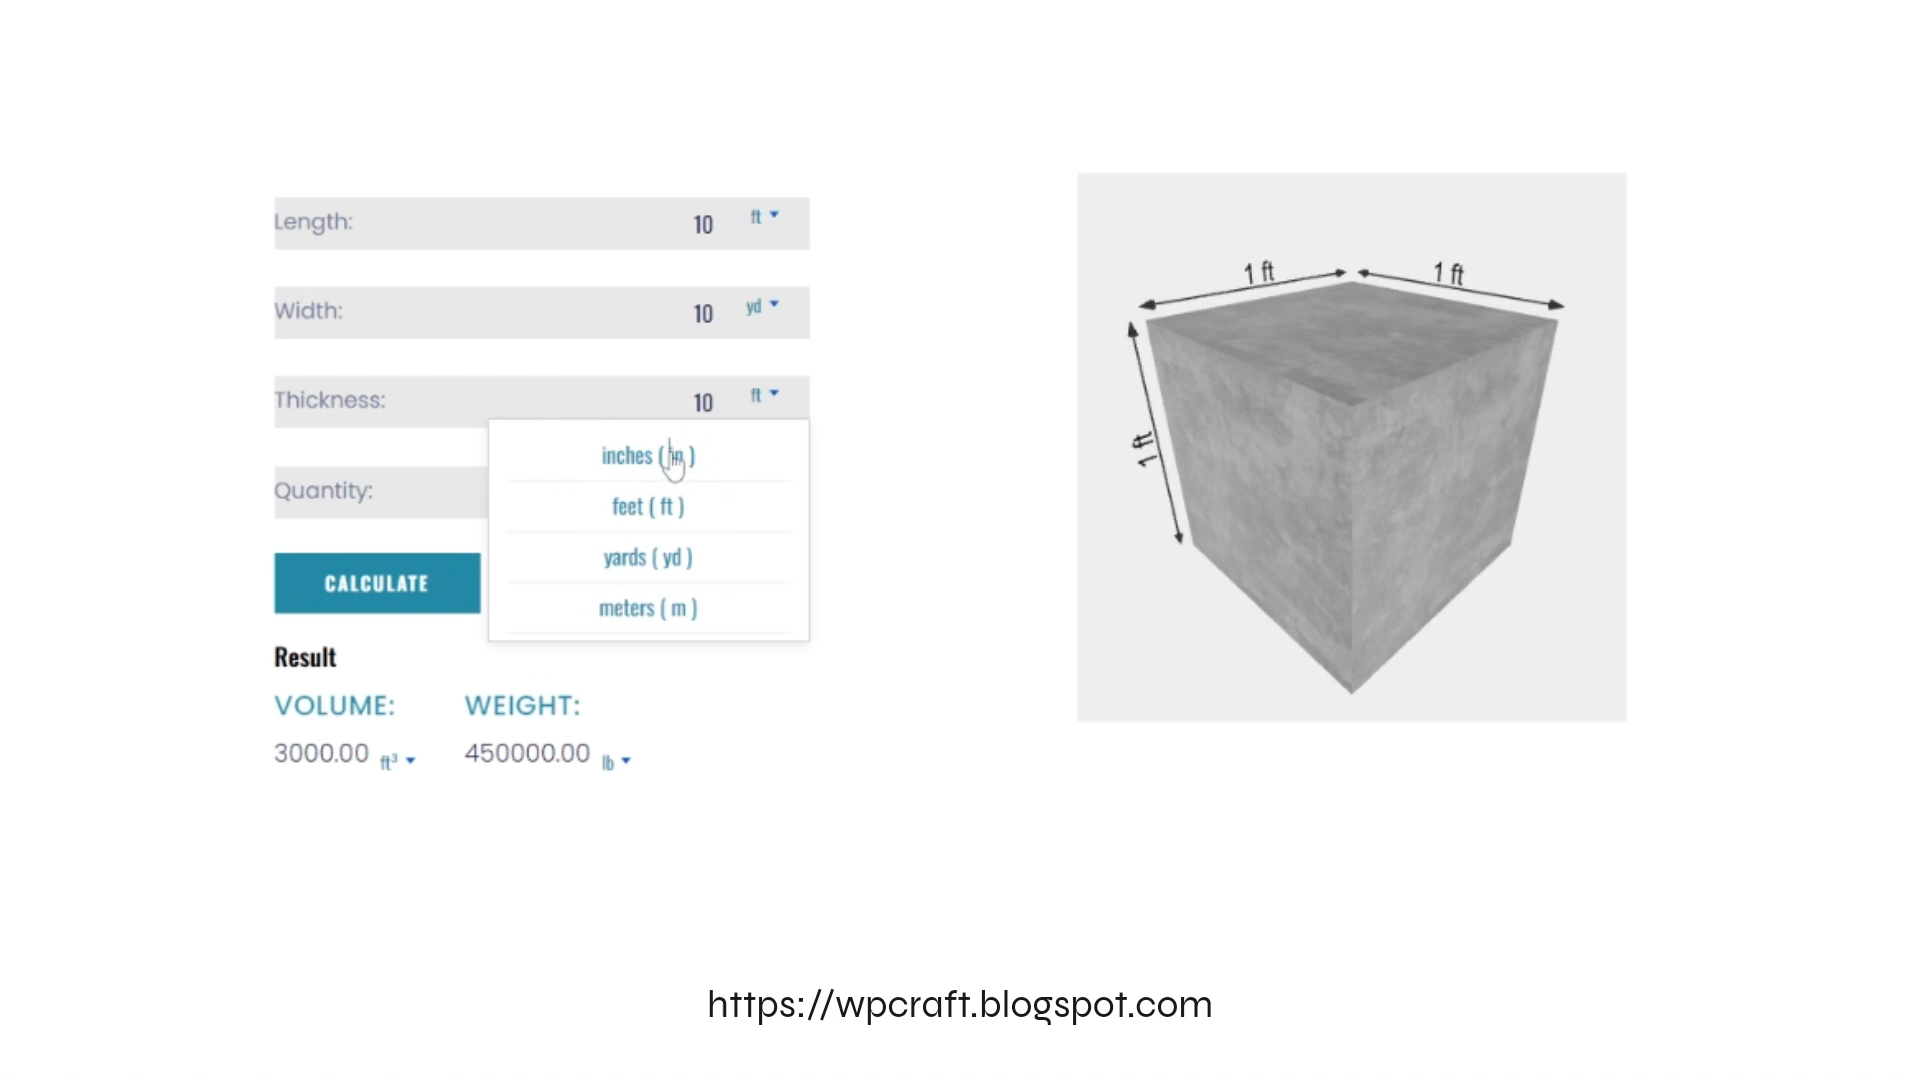 Length: 10 ft
Width: 10 yd
Thickness: 10 ft
inches ( in )
feet ( ft )
Quantity:
yards ( yd )
CALCULATE
meters ( m )
Result
VOLUME: WEIGHT:
3000.00 ft³ 450000.00 lb
1 ft 1 ft
1 ft
https://wpcraft.blogspot.com